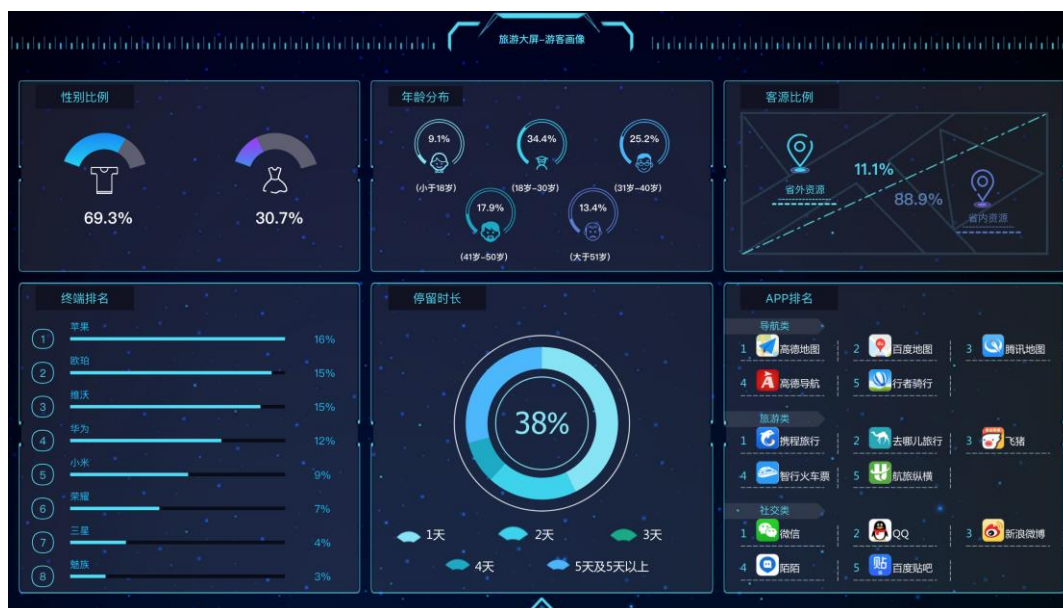 旅游大屏-游客画像
性别比例
69.3%
30.7%
年龄分布
9.1%
34.4%
25.2%
(小于18岁)
(18岁-30岁)
(31岁-40岁)
17.9%
13.4%
(41岁-50岁)
(大于51岁)
客源比例
省外资源
11.1%
88.9%
省内资源
终端排名
1 苹果 16%
2 欧珀 15%
3 维沃 15%
4 华为 12%
5 小米 9%
6 荣耀 7%
7 三星 4%
8 魅族 3%
停留时长
38%
1天 2天 3天
4天 5天及5天以上
APP排名
导航类
1 高德地图 2 百度地图 3 腾讯地图
4 高德导航 5 行者骑行
旅游类
1 携程旅行 2 去哪儿旅行 3 飞猪
4 智行火车票 5 航旅纵横
社交类
1 微信 2 QQ 3 新浪微博
4 陌陌 5 贴 百度贴吧